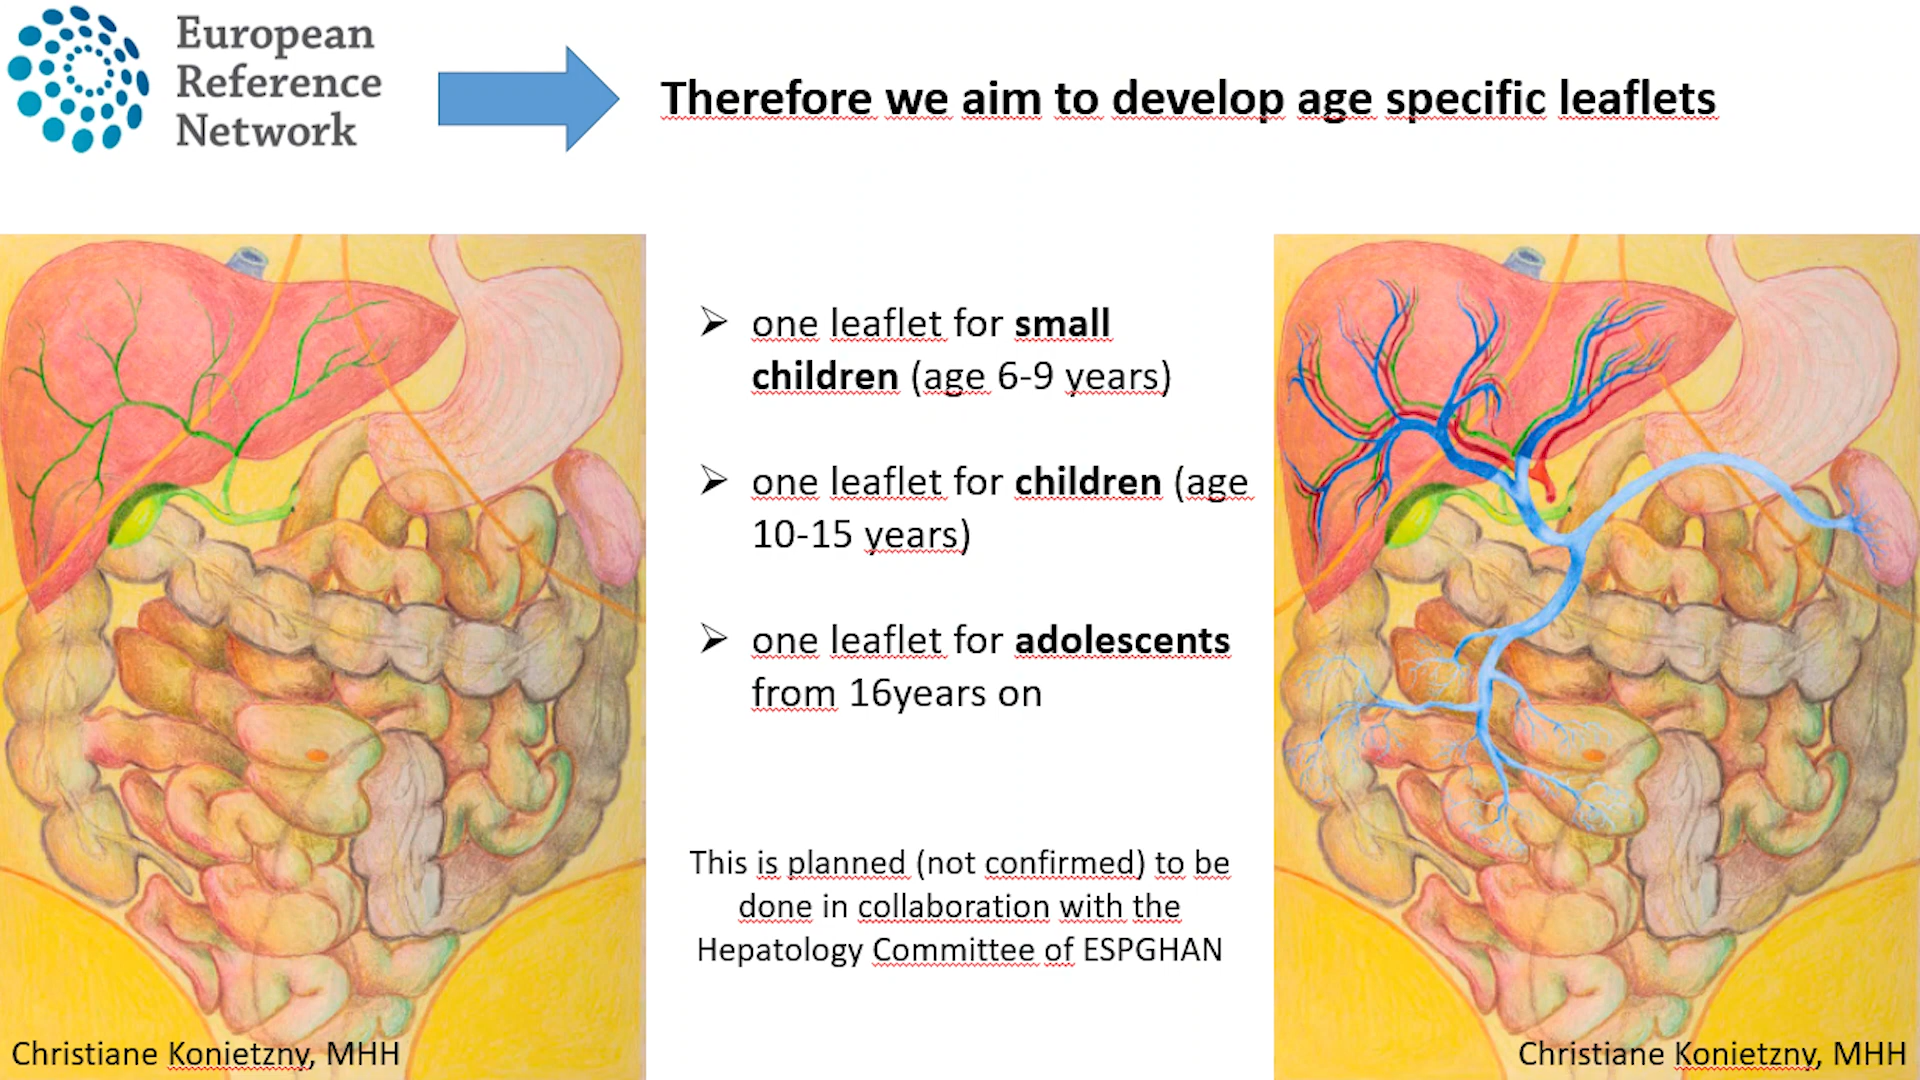 European
Reference
Network
Therefore we aim to develop age specific leaflets
➢ one leaflet for small
children (age 6-9 years)
➢ one leaflet for children (age
10-15 years)
➢ one leaflet for adolescents
from 16years on
This is planned (not confirmed) to be
done in collaboration with the
Hepatology Committee of ESPGHAN
Christiane Konietzny, MHH
Christiane Konietzny, MHH